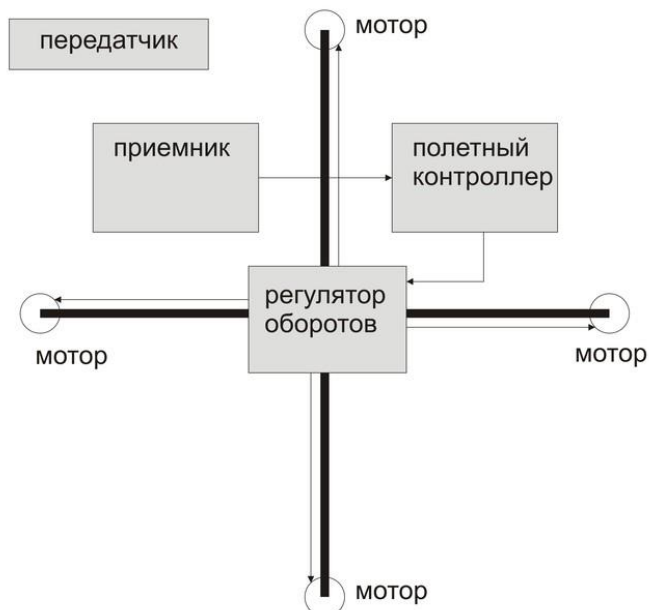 передатчик
мотор
приемник
полетный
контроллер
регулятор
оборотов
мотор
мотор
мотор